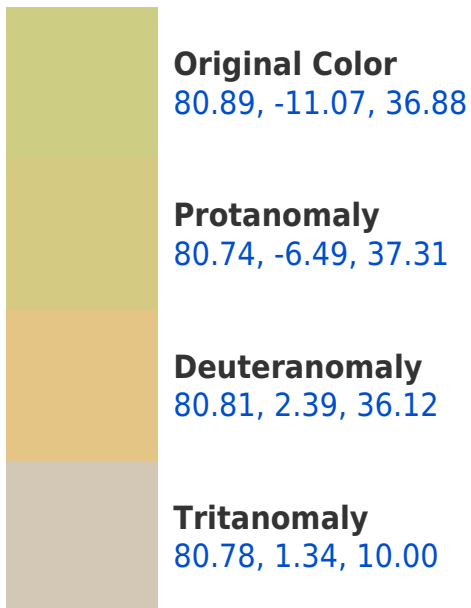 Original Color
80.89, -11.07, 36.88
Protanomaly
80.74, -6.49, 37.31
Deuteranomaly
80.81, 2.39, 36.12
Tritanomaly
80.78, 1.34, 10.00